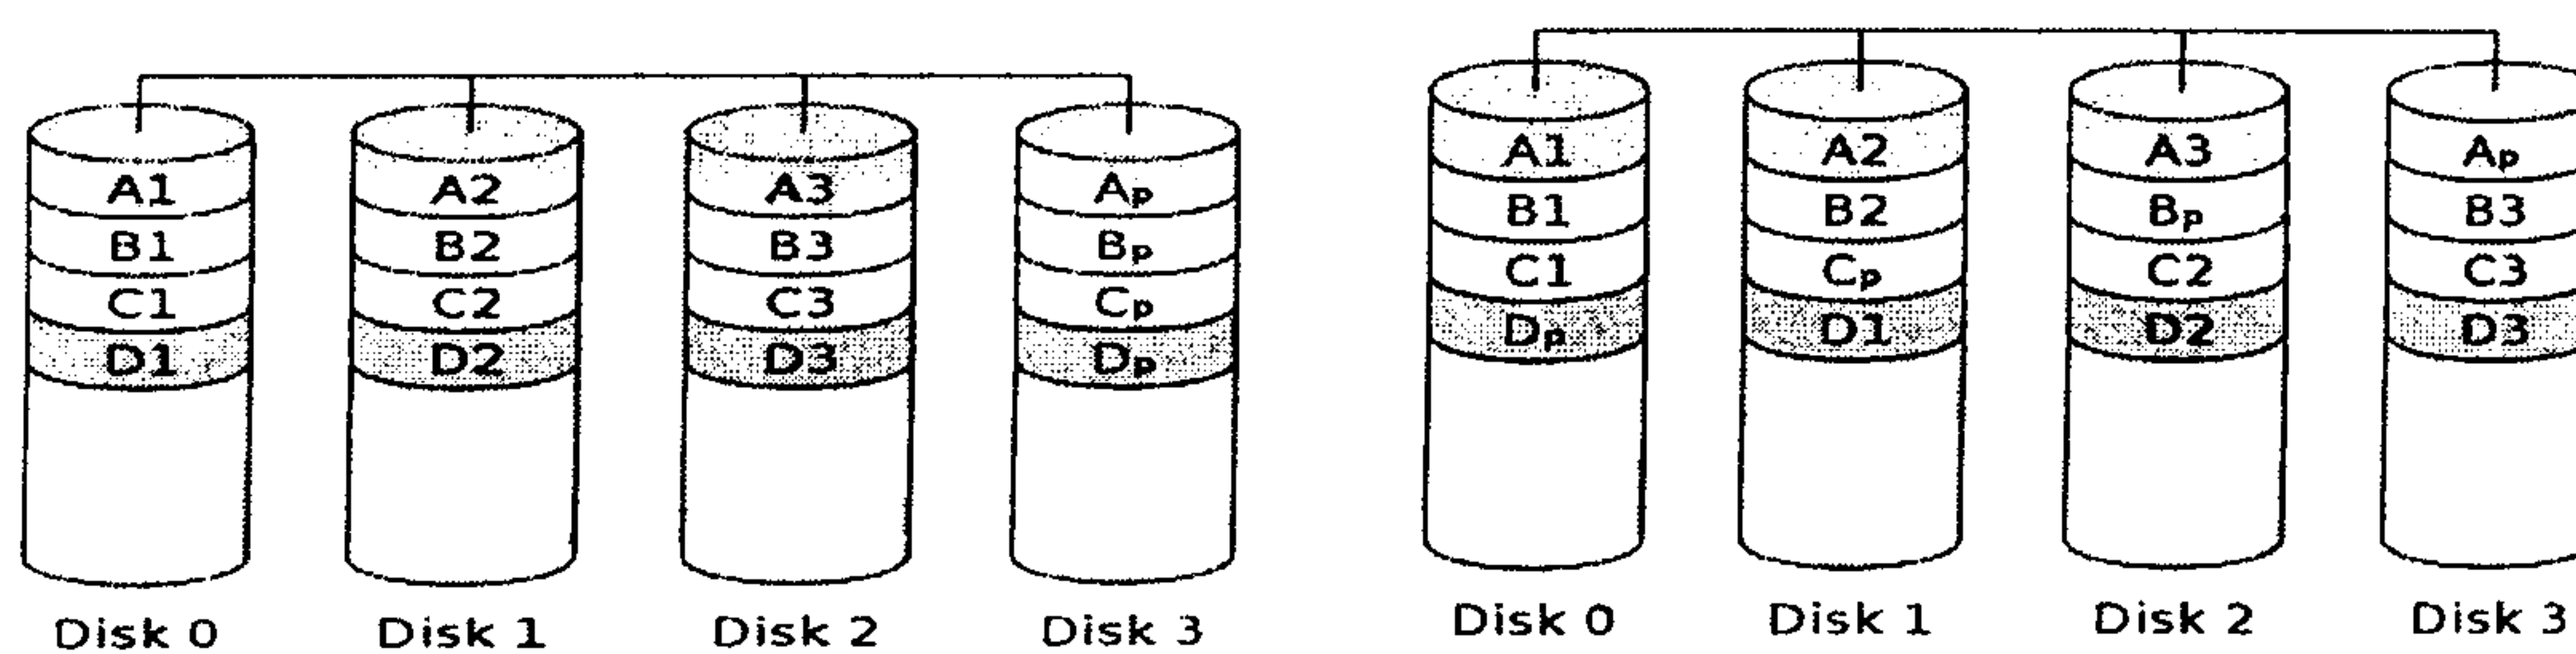 A1 A2 A3 Ap
B1 B2 B3 Bp
C1 C2 C3 Cp
D1 D2 D3 Dp
Disk 0 Disk 1 Disk 2 Disk 3
A1 A2 A3 Ap
B1 B2 Bp B3
C1 Cp C2 C3
Dp D1 D2 D3
Disk 0 Disk 1 Disk 2 Disk 3